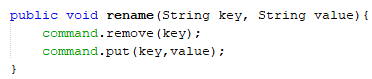 public void rename(String key, String value){
command.remove(key);
command.put(key,value);
}